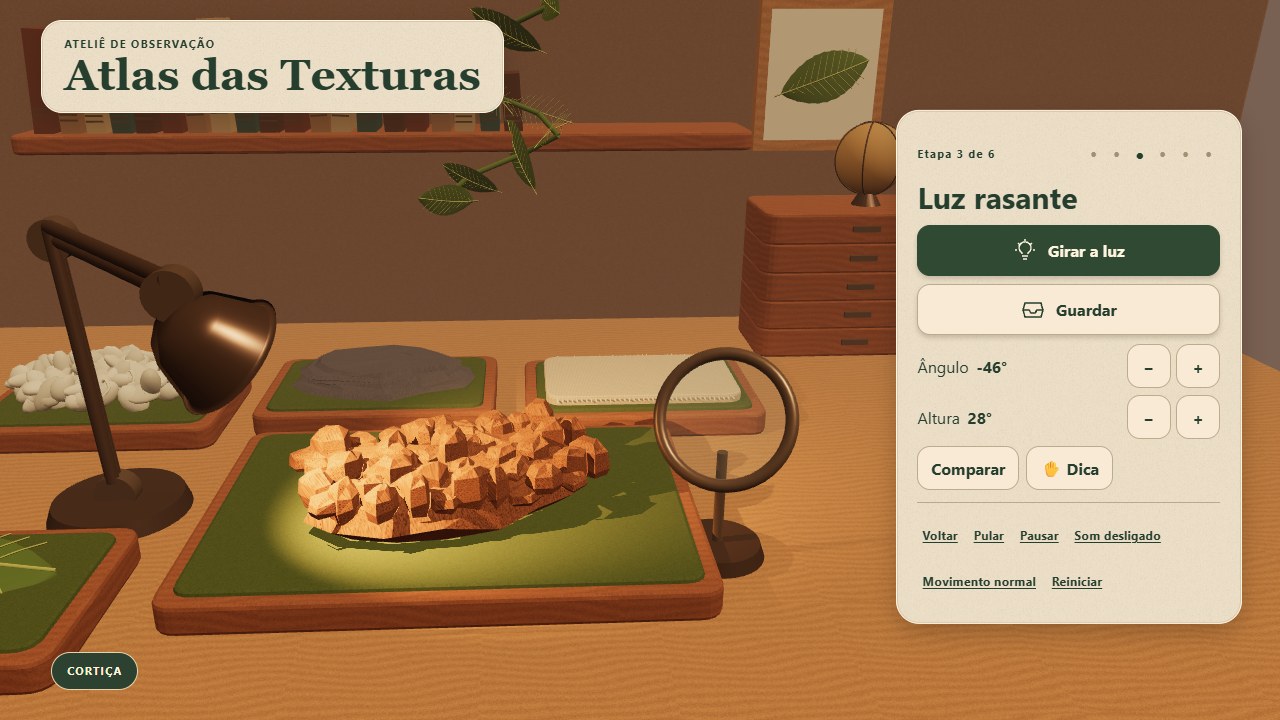 ATELIÊ DE OBSERVAÇÃO
Atlas das Texturas
Etapa 3 de 6
Luz rasante
Girar a luz
Guardar
Ângulo -46° − +
Altura 28° − +
Comparar Dica
Voltar Pular Pausar Som desligado
Movimento normal Reiniciar
CORTIÇA